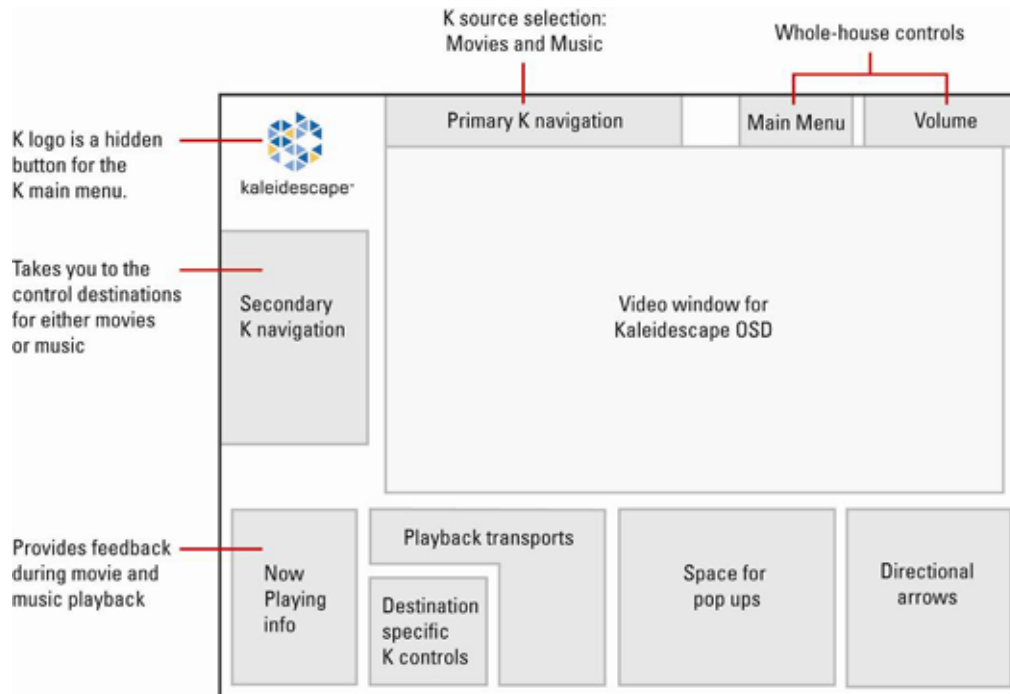 K source selection:
Movies and Music
Whole-house controls
Primary K navigation
Main Menu
Volume
K logo is a hidden
button for the
K main menu.
kaleidescape™
Takes you to the
control destinations
for either movies
or music
Secondary
K navigation
Video window for
Kaleidescape OSD
Provides feedback
during movie and
music playback
Now
Playing
info
Playback transports
Destination
specific
K controls
Space for
pop ups
Directional
arrows